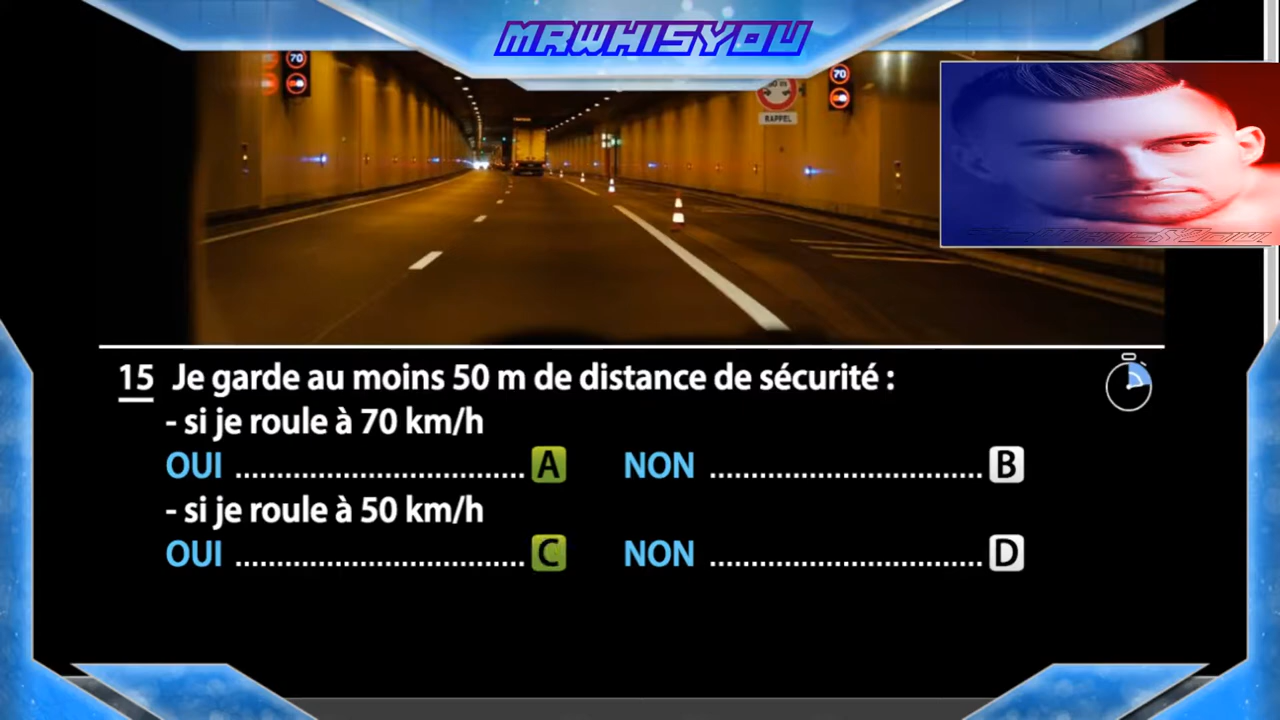 MRWHISYOU
70
70
70
RAPPEL
15 Je garde au moins 50 m de distance de sécurité :
- si je roule à 70 km/h
OUI .................................. A NON ................................ B
- si je roule à 50 km/h
OUI .................................. C NON ................................ D